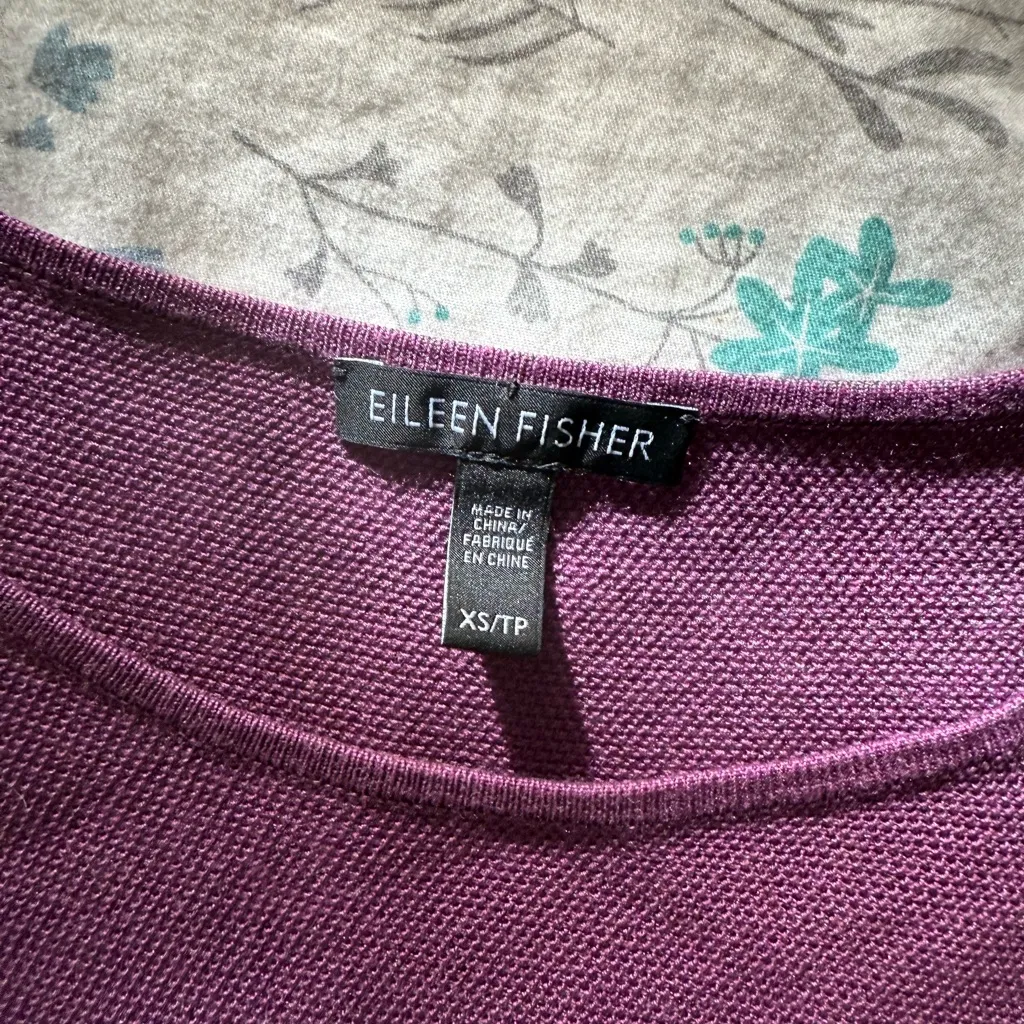 EILEEN FISHER
MADE IN
CHINA/
FABRIQUÉ
EN CHINE
XS/TP